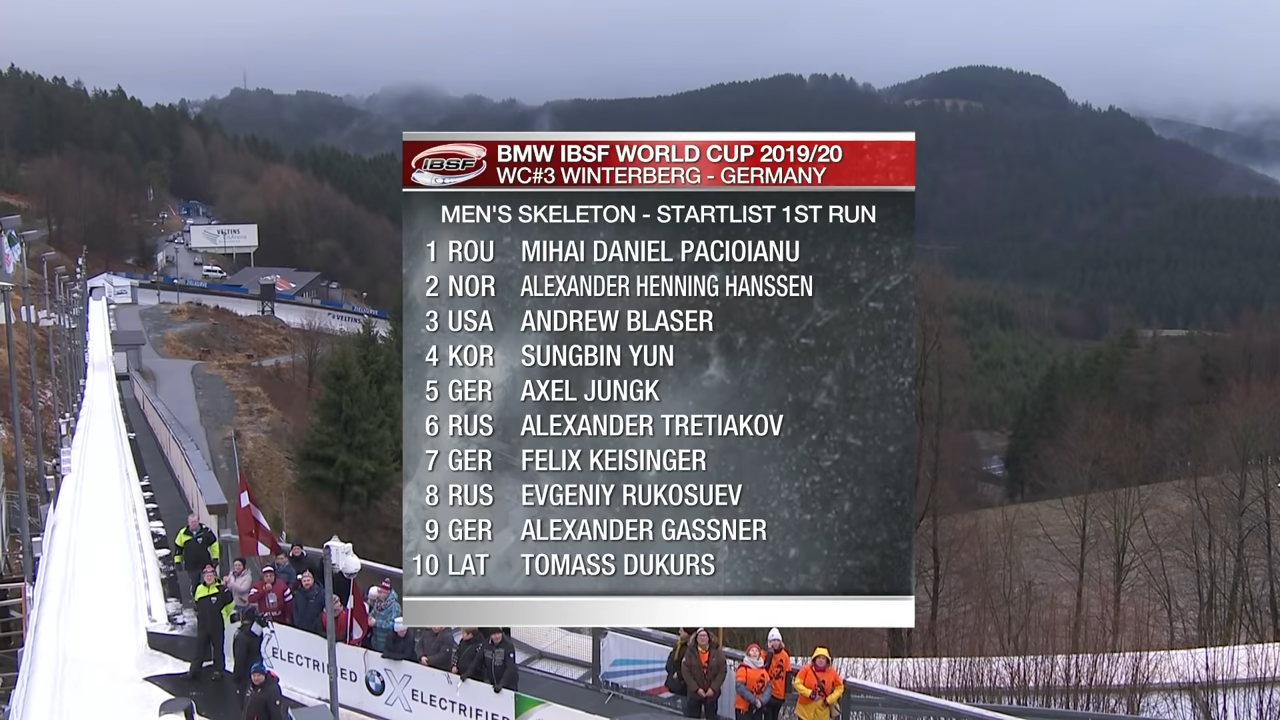 IBSF
BMW IBSF WORLD CUP 2019/20
WC#3 WINTERBERG - GERMANY
MEN'S SKELETON - STARTLIST 1ST RUN
1 ROU MIHAI DANIEL PACIOIANU
2 NOR ALEXANDER HENNING HANSSEN
3 USA ANDREW BLASER
4 KOR SUNGBIN YUN
5 GER AXEL JUNGK
6 RUS ALEXANDER TRETIAKOV
7 GER FELIX KEISINGER
8 RUS EVGENIY RUKOSUEV
9 GER ALEXANDER GASSNER
10 LAT TOMASS DUKURS
VELTINS
VELTINS
ELECTRIFIED
X ELECTRIFIED